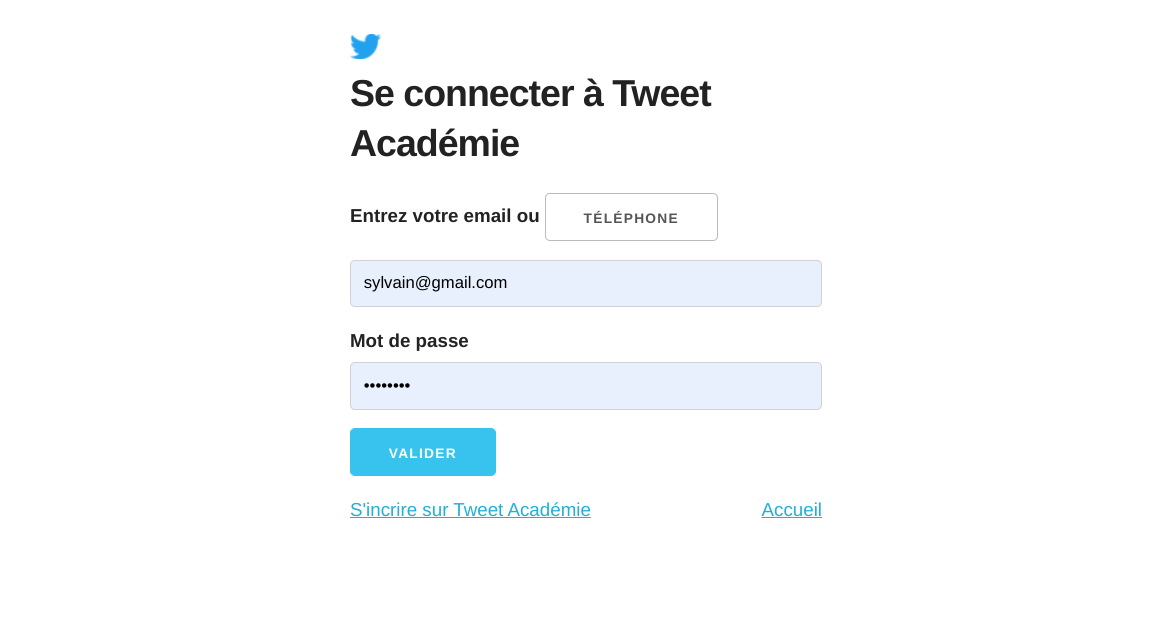 Se connecter à Tweet
Académie
Entrez votre email ou TÉLÉPHONE
sylvain@gmail.com
Mot de passe
••••••••
VALIDER
S'incrire sur Tweet Académie Accueil